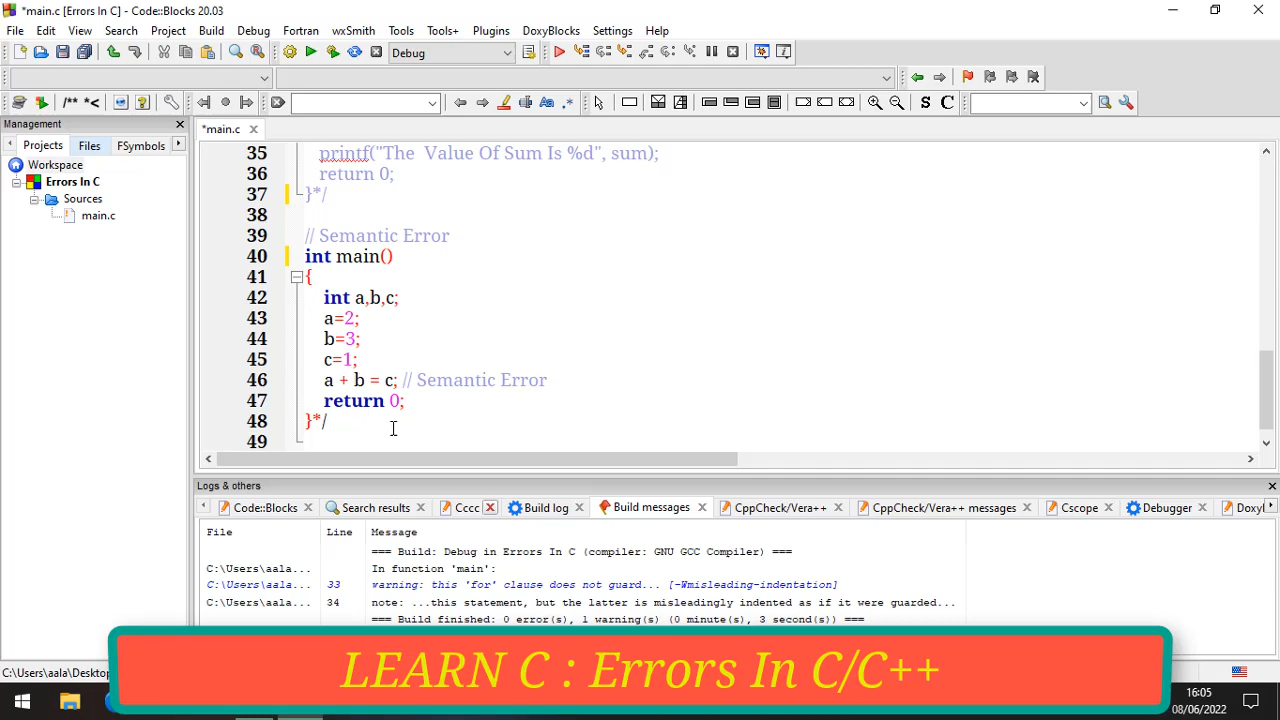 *main.c [Errors In C] - Code::Blocks 20.03
File Edit View Search Project Build Debug Fortran wxSmith Tools Tools+ Plugins DoxyBlocks Settings Help
Debug
/** *<
S C
Management
Projects Files FSymbols
Workspace
Errors In C
Sources
main.c
*main.c
35 printf("The  Value Of Sum Is %d", sum);
36 return 0;
37 }*/
38
39 // Semantic Error
40 int main()
41 {
42 int a,b,c;
43 a=2;
44 b=3;
45 c=1;
46 a + b = c; // Semantic Error
47 return 0;
48 }*/
49
Logs & others
Code::Blocks Search results Cccc Build log Build messages CppCheck/Vera++ CppCheck/Vera++ messages Cscope Debugger Doxyl
File Line Message
=== Build: Debug in Errors In C (compiler: GNU GCC Compiler) ===
C:\Users\aala... In function 'main':
C:\Users\aala... 33 warning: this 'for' clause does not guard... [-Wmisleading-indentation]
C:\Users\aala... 34 note: ...this statement, but the latter is misleadingly indented as if it were guarded...
=== Build finished: 0 error(s), 1 warning(s) (0 minute(s), 3 second(s)) ===
LEARN C : Errors In C/C++
C:\Users\aala\Desktop
16:05
08/06/2022